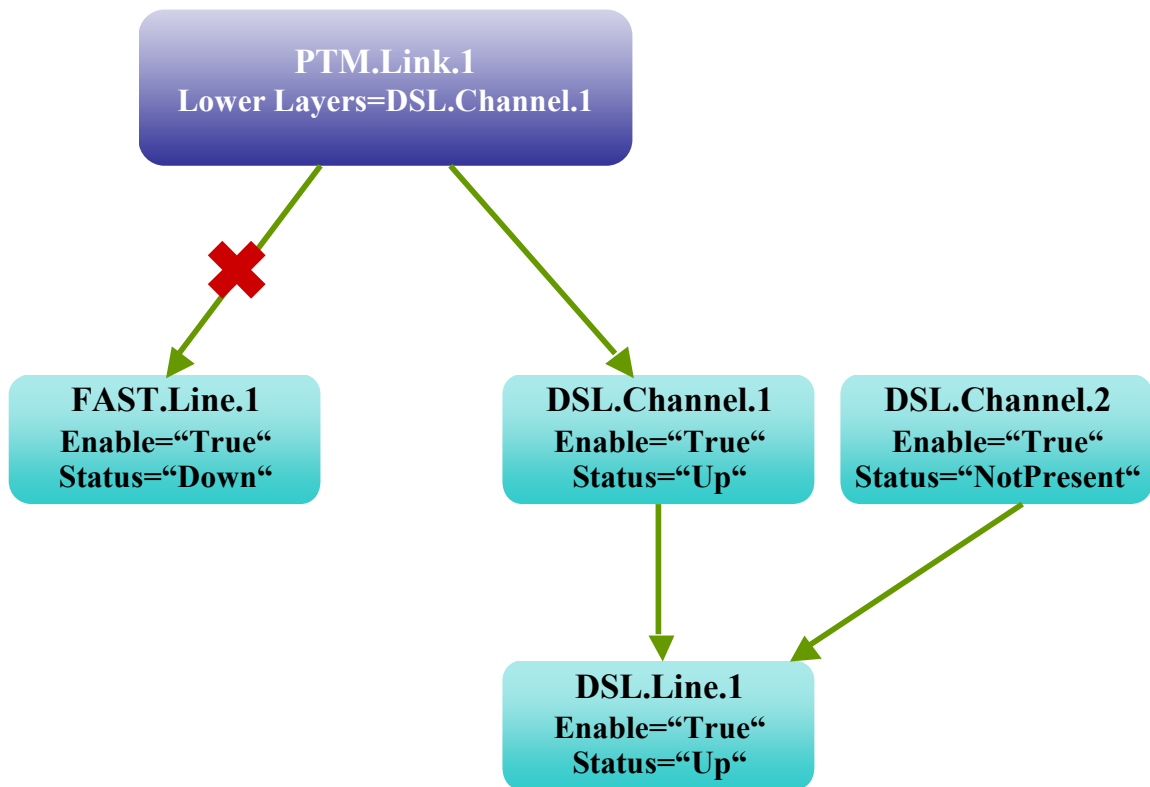 PTM.Link.1
Lower Layers=DSL.Channel.1
FAST.Line.1
Enable=“True“
Status=“Down“
DSL.Channel.1
Enable=“True“
Status=“Up“
DSL.Channel.2
Enable=“True“
Status=“NotPresent“
DSL.Line.1
Enable=“True“
Status=“Up“